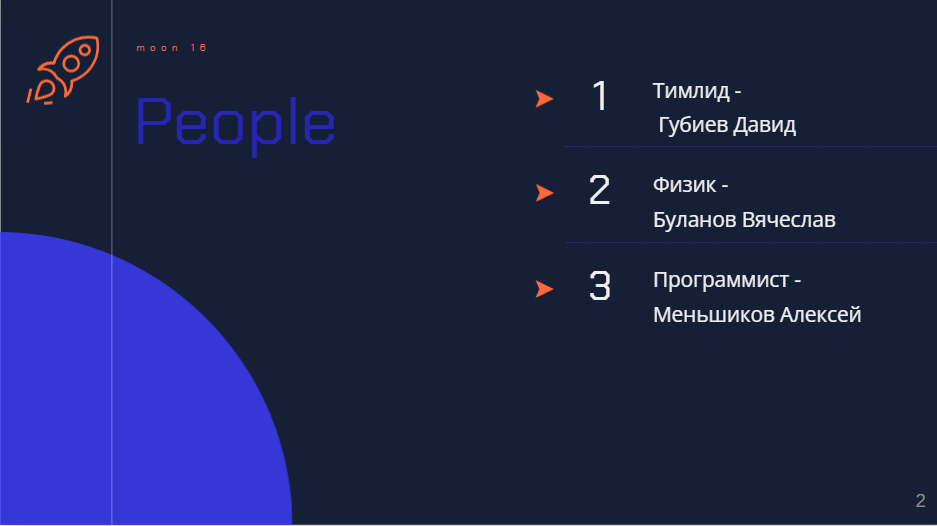 moon 16
People
1
Тимлид -
Губиев Давид
2
Физик -
Буланов Вячеслав
3
Программист -
Меньшиков Алексей
2